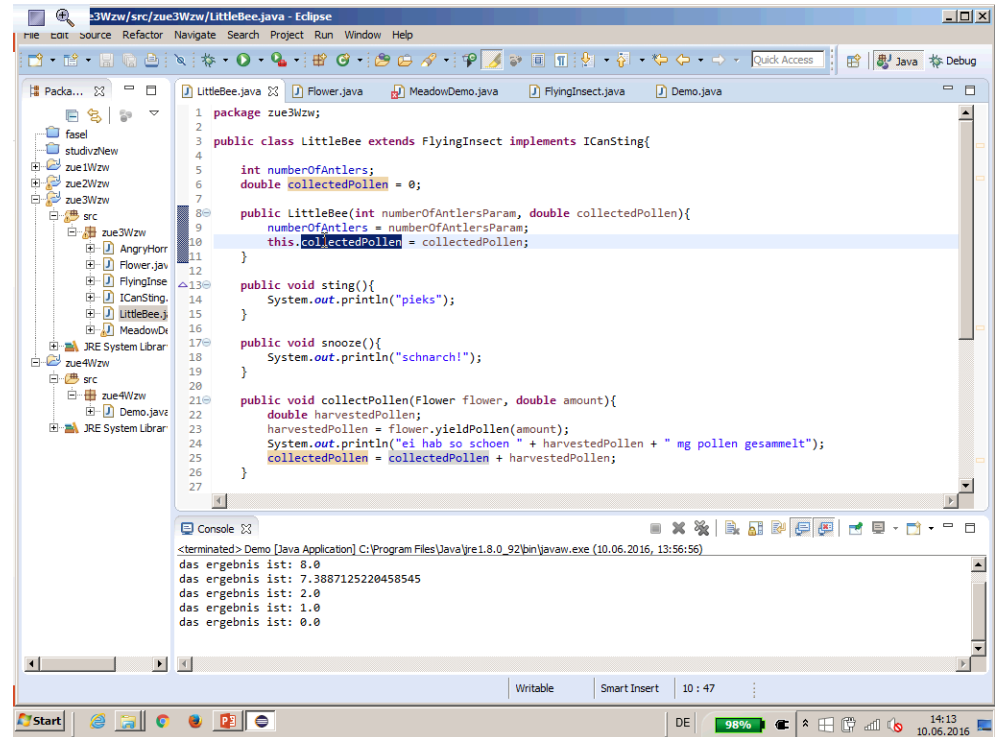 e3Wzw/src/zue3Wzw/LittleBee.java - Eclipse
File Edit Source Refactor Navigate Search Project Run Window Help
Quick Access Java Debug
Packa...
LittleBee.java Flower.java MeadowDemo.java FlyingInsect.java Demo.java
fasel
studivzNew
zue1Wzw
zue2Wzw
zue3Wzw
src
zue3Wzw
AngryHorr
Flower.jav
FlyingInse
ICanSting.
LittleBee.j
MeadowDe
JRE System Librar
zue4Wzw
src
zue4Wzw
Demo.java
JRE System Librar
1 package zue3Wzw;
2
3 public class LittleBee extends FlyingInsect implements ICanSting{
4
5 int numberOfAntlers;
6 double collectedPollen = 0;
7
8 public LittleBee(int numberOfAntlersParam, double collectedPollen){
9 numberOfAntlers = numberOfAntlersParam;
10 this.collectedPollen = collectedPollen;
11 }
12
13 public void sting(){
14 System.out.println("pieks");
15 }
16
17 public void snooze(){
18 System.out.println("schnarch!");
19 }
20
21 public void collectPollen(Flower flower, double amount){
22 double harvestedPollen;
23 harvestedPollen = flower.yieldPollen(amount);
24 System.out.println("ei hab so schoen " + harvestedPollen + " mg pollen gesammelt");
25 collectedPollen = collectedPollen + harvestedPollen;
26 }
27
Console
<terminated> Demo [Java Application] C:\Program Files\Java\jre1.8.0_92\bin\javaw.exe (10.06.2016, 13:56:56)
das ergebnis ist: 8.0
das ergebnis ist: 7.3887125220458545
das ergebnis ist: 2.0
das ergebnis ist: 1.0
das ergebnis ist: 0.0
Writable Smart Insert 10 : 47
Start DE 98% 14:13
10.06.2016